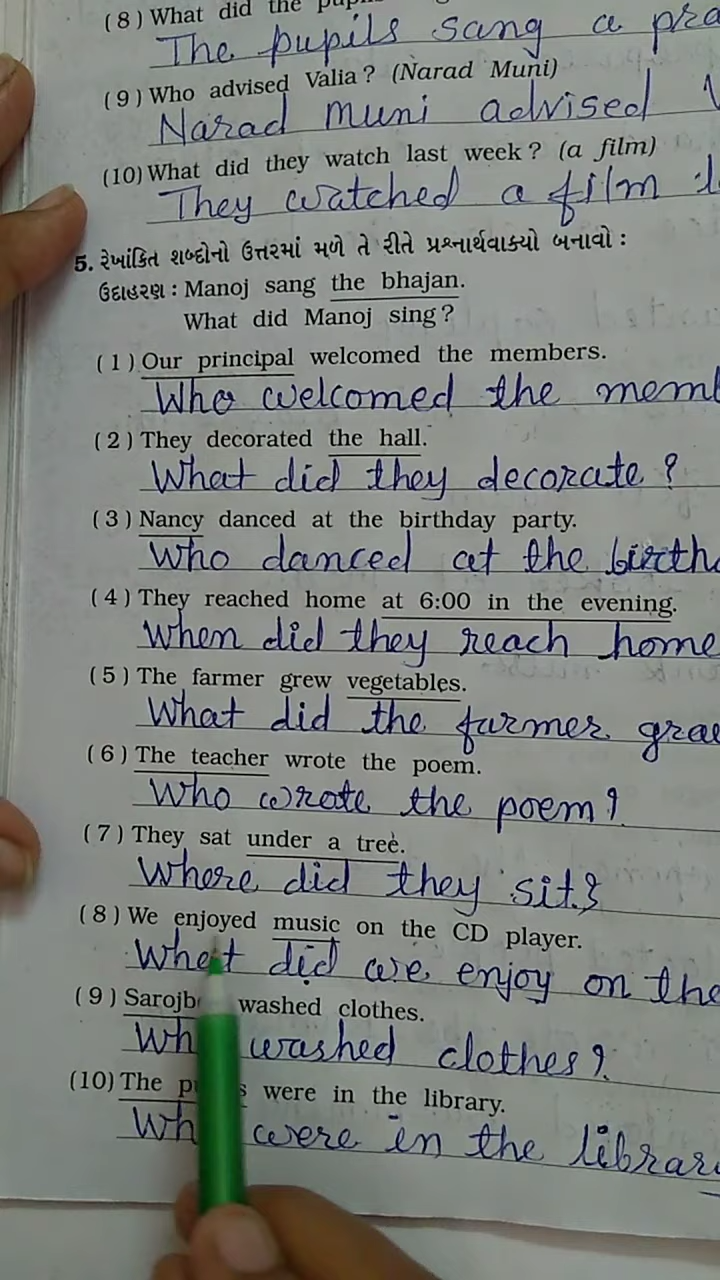 (8) What did the
The pupils sang a
(9) Who advised Valia? (Narad Muni)
Narad muni advised
(10) What did they watch last week? (a film)
They watched a film
5. રેખાંકિત શબ્દોનો ઉત્તરમાં મળે તે રીતે પ્રશ્નાર્થવાક્યો બનાવો :
ઉદાહરણ : Manoj sang the bhajan.
What did Manoj sing?
(1) Our principal welcomed the members.
Who welcomed the
(2) They decorated the hall.
What did they decorate?
(3) Nancy danced at the birthday party.
Who danced at the
(4) They reached home at 6:00 in the evening.
When did they reach home
(5) The farmer grew vegetables.
What did the farmer
(6) The teacher wrote the poem.
Who wrote the poem?
(7) They sat under a tree.
Where did they sit?
(8) We enjoyed music on the CD player.
What did we enjoy on the
(9) washed clothes.
washed clothes?
(10) The were in the library.
were in the